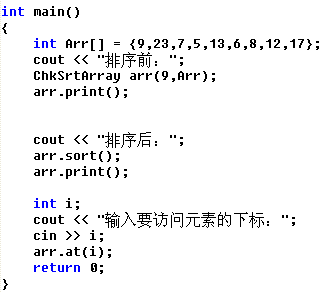 int main()
{
    int Arr[] = {9,23,7,5,13,6,8,12,17};
    cout << "排序前：";
    ChkSrtArray arr(9,Arr);
    arr.print();
    cout << "排序后：";
    arr.sort();
    arr.print();
    int i;
    cout << "输入要访问元素的下标：";
    cin >> i;
    arr.at(i);
    return 0;
}